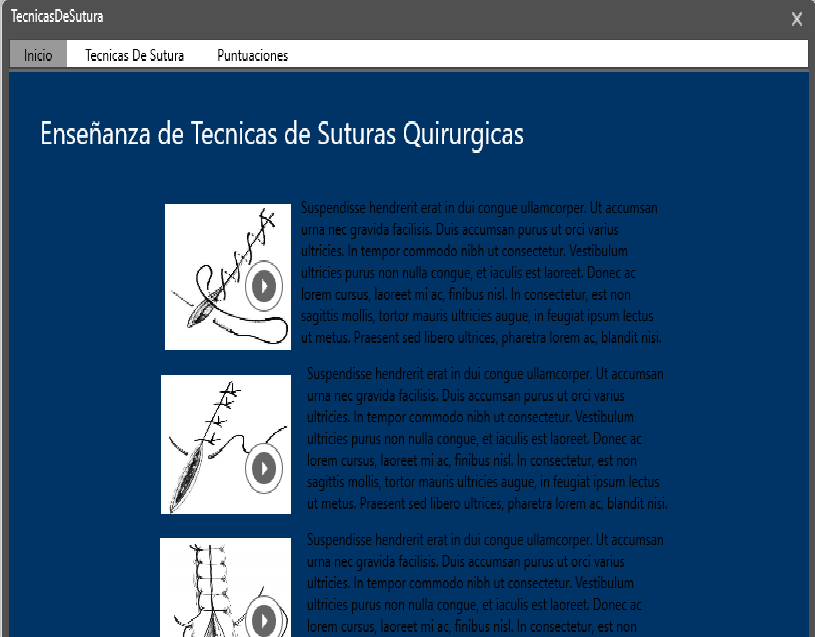 TecnicasDeSutura
Inicio Tecnicas De Sutura Puntuaciones
Enseñanza de Tecnicas de Suturas Quirurgicas
Suspendisse hendrerit erat in dui congue ullamcorper. Ut accumsan
urna nec gravida facilisis. Duis accumsan purus ut orci varius
ultricies. In tempor commodo nibh ut consectetur. Vestibulum
ultricies purus non nulla congue, et iaculis est laoreet. Donec ac
lorem cursus, laoreet mi ac, finibus nisl. In consectetur, est non
sagittis mollis, tortor mauris ultricies augue, in feugiat ipsum lectus
ut metus. Praesent sed libero ultrices, pharetra lorem ac, blandit nisi.
Suspendisse hendrerit erat in dui congue ullamcorper. Ut accumsan
urna nec gravida facilisis. Duis accumsan purus ut orci varius
ultricies. In tempor commodo nibh ut consectetur. Vestibulum
ultricies purus non nulla congue, et iaculis est laoreet. Donec ac
lorem cursus, laoreet mi ac, finibus nisl. In consectetur, est non
sagittis mollis, tortor mauris ultricies augue, in feugiat ipsum lectus
ut metus. Praesent sed libero ultrices, pharetra lorem ac, blandit nisi.
Suspendisse hendrerit erat in dui congue ullamcorper. Ut accumsan
urna nec gravida facilisis. Duis accumsan purus ut orci varius
ultricies. In tempor commodo nibh ut consectetur. Vestibulum
ultricies purus non nulla congue, et iaculis est laoreet. Donec ac
lorem cursus, laoreet mi ac, finibus nisl. In consectetur, est non